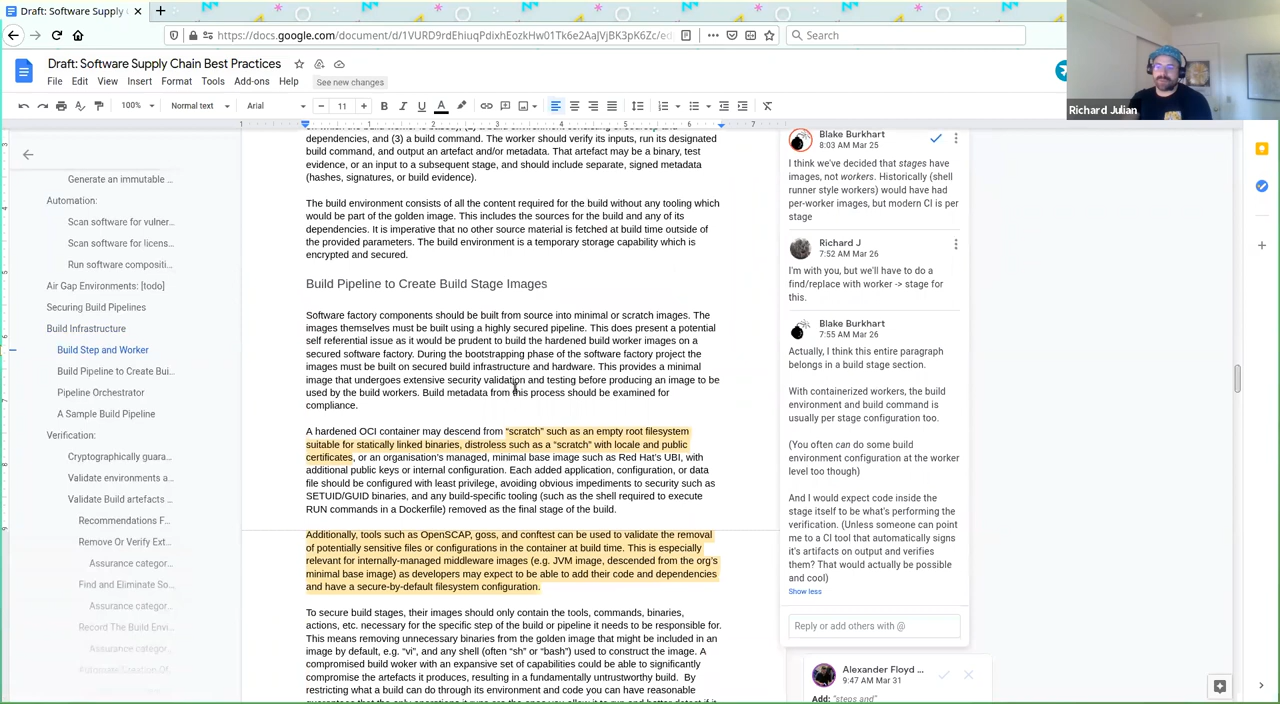 Draft: Software Supply C
https://docs.google.com/document/d/1VURD9rdEhiuqPdixhEozkHw01Tk6e2AaJVjBK3pK6Zc/ed
Search
Richard Julian
Draft: Software Supply Chain Best Practices
File Edit View Insert Format Tools Add-ons Help See new changes
100% Normal text Arial 11
1 1 2 3 4 5 6 7
Generate an immutable ...
Automation:
Scan software for vulner...
Scan software for licens...
Run software compositi...
Air Gap Environments: [todo]
Securing Build Pipelines
Build Infrastructure
Build Step and Worker
Build Pipeline to Create Bui...
Pipeline Orchestrator
A Sample Build Pipeline
Verification:
Cryptographically guara...
Validate environments a...
Validate Build artefacts ...
Recommendations F...
Remove Or Verify Ext...
Assurance categor...
Find and Eliminate So...
Assurance categor...
Record The Build Envi...
Assurance categor...
dependencies, and (3) a build command. The worker should verify its inputs, run its designated
build command, and output an artefact and/or metadata. That artefact may be a binary, test
evidence, or an input to a subsequent stage, and should include separate, signed metadata
(hashes, signatures, or build evidence).
The build environment consists of all the content required for the build without any tooling which
would be part of the golden image. This includes the sources for the build and any of its
dependencies. It is imperative that no other source material is fetched at build time outside of
the provided parameters. The build environment is a temporary storage capability which is
encrypted and secured.
Build Pipeline to Create Build Stage Images
Software factory components should be built from source into minimal or scratch images. The
images themselves must be built using a highly secured pipeline. This does present a potential
self referential issue as it would be prudent to build the hardened build worker images on a
secured software factory. During the bootstrapping phase of the software factory project the
images must be built on secured build infrastructure and hardware. This provides a minimal
image that undergoes extensive security validation and testing before producing an image to be
used by the build workers. Build metadata from this process should be examined for
compliance.
A hardened OCI container may descend from “scratch” such as an empty root filesystem
suitable for statically linked binaries, distroless such as a “scratch” with locale and public
certificates, or an organisation’s managed, minimal base image such as Red Hat’s UBI, with
additional public keys or internal configuration. Each added application, configuration, or data
file should be configured with least privilege, avoiding obvious impediments to security such as
SETUID/GUID binaries, and any build-specific tooling (such as the shell required to execute
RUN commands in a Dockerfile) removed as the final stage of the build.
Additionally, tools such as OpenSCAP, goss, and conftest can be used to validate the removal
of potentially sensitive files or configurations in the container at build time. This is especially
relevant for internally-managed middleware images (e.g. JVM image, descended from the org’s
minimal base image) as developers may expect to be able to add their code and dependencies
and have a secure-by-default filesystem configuration.
To secure build stages, their images should only contain the tools, commands, binaries,
actions, etc. necessary for the specific step of the build or pipeline it needs to be responsible for.
This means removing unnecessary binaries from the golden image that might be included in an
image by default, e.g. “vi”, and any shell (often “sh” or “bash”) used to construct the image. A
compromised build woker with an expansive set of capabilities could be able to significantly
compromise the artefacts it produces, resulting in a fundamentally untrustworthy build. By
restricting what a build can do through its environment and code you can have reasonable
Blake Burkhart
8:03 AM Mar 25
I think we've decided that stages have
images, not workers. Historically (shell
runner style workers) would have had
per-worker images, but modern CI is per
stage
Richard J
7:52 AM Mar 26
I'm with you, but we'll have to do a
find/replace with worker -> stage for
this.
Blake Burkhart
7:55 AM Mar 26
Actually, I think this entire paragraph
belongs in a build stage section.
With containerized workers, the build
environment and build command is
usually per stage configuration too.
(You often can do some build
environment configuration at the worker
level too though)
And I would expect code inside the
stage itself to be what's performing the
verification. (Unless someone can point
me to a CI tool that automatically signs
it's artifacts on output and verifies
them? That would actually be possible
and cool)
Show less
Reply or add others with @
Alexander Floyd ...
9:47 AM Mar 31
Add: “steps and”